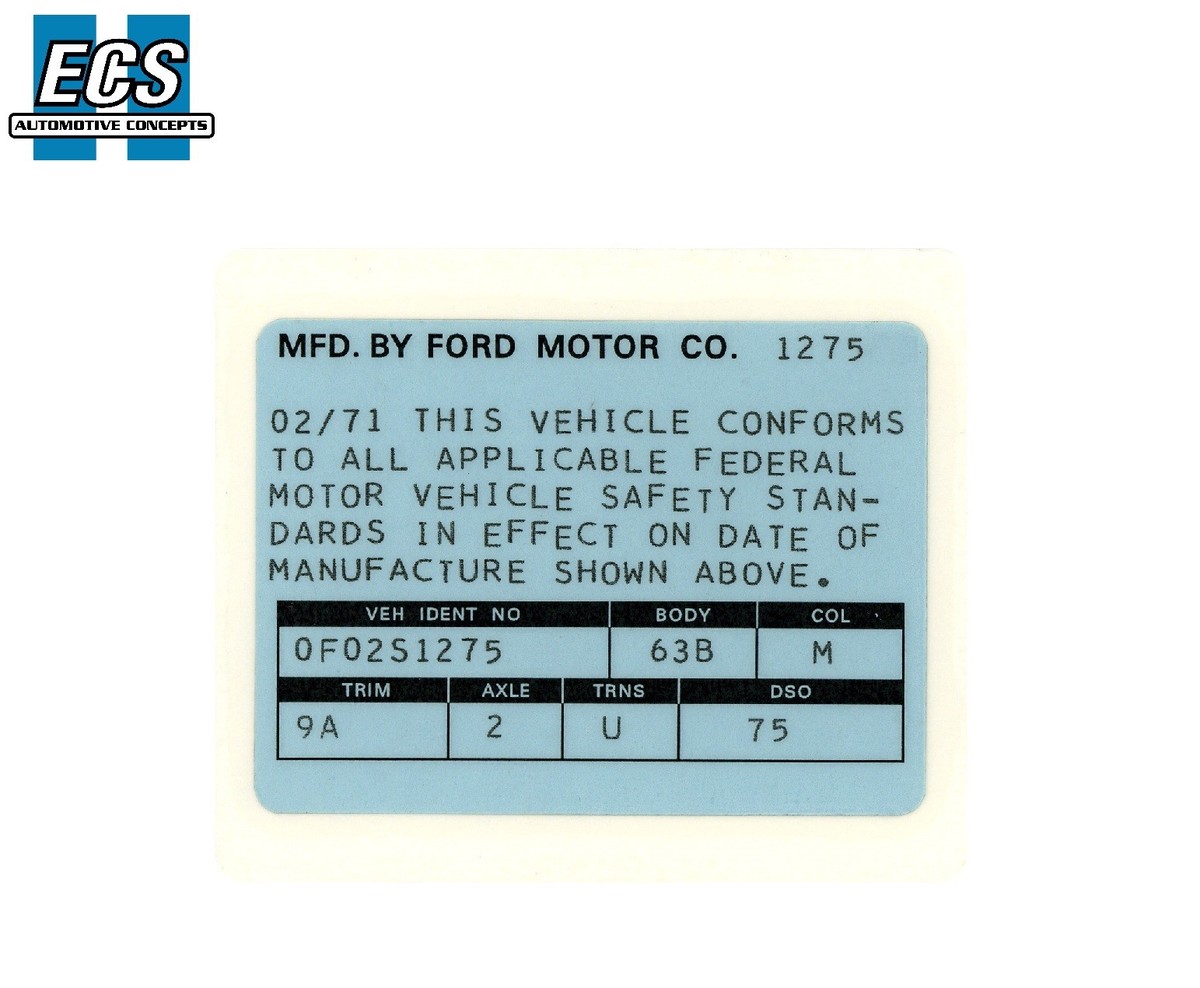 ECS
AUTOMOTIVE CONCEPTS
MFD. BY FORD MOTOR CO. 1275
02/71 THIS VEHICLE CONFORMS
TO ALL APPLICABLE FEDERAL
MOTOR VEHICLE SAFETY STAN-
DARDS IN EFFECT ON DATE OF
MANUFACTURE SHOWN ABOVE.
VEH IDENT NO BODY COL
0F02S1275 63B M
TRIM AXLE TRNS DSO
9A 2 U 75